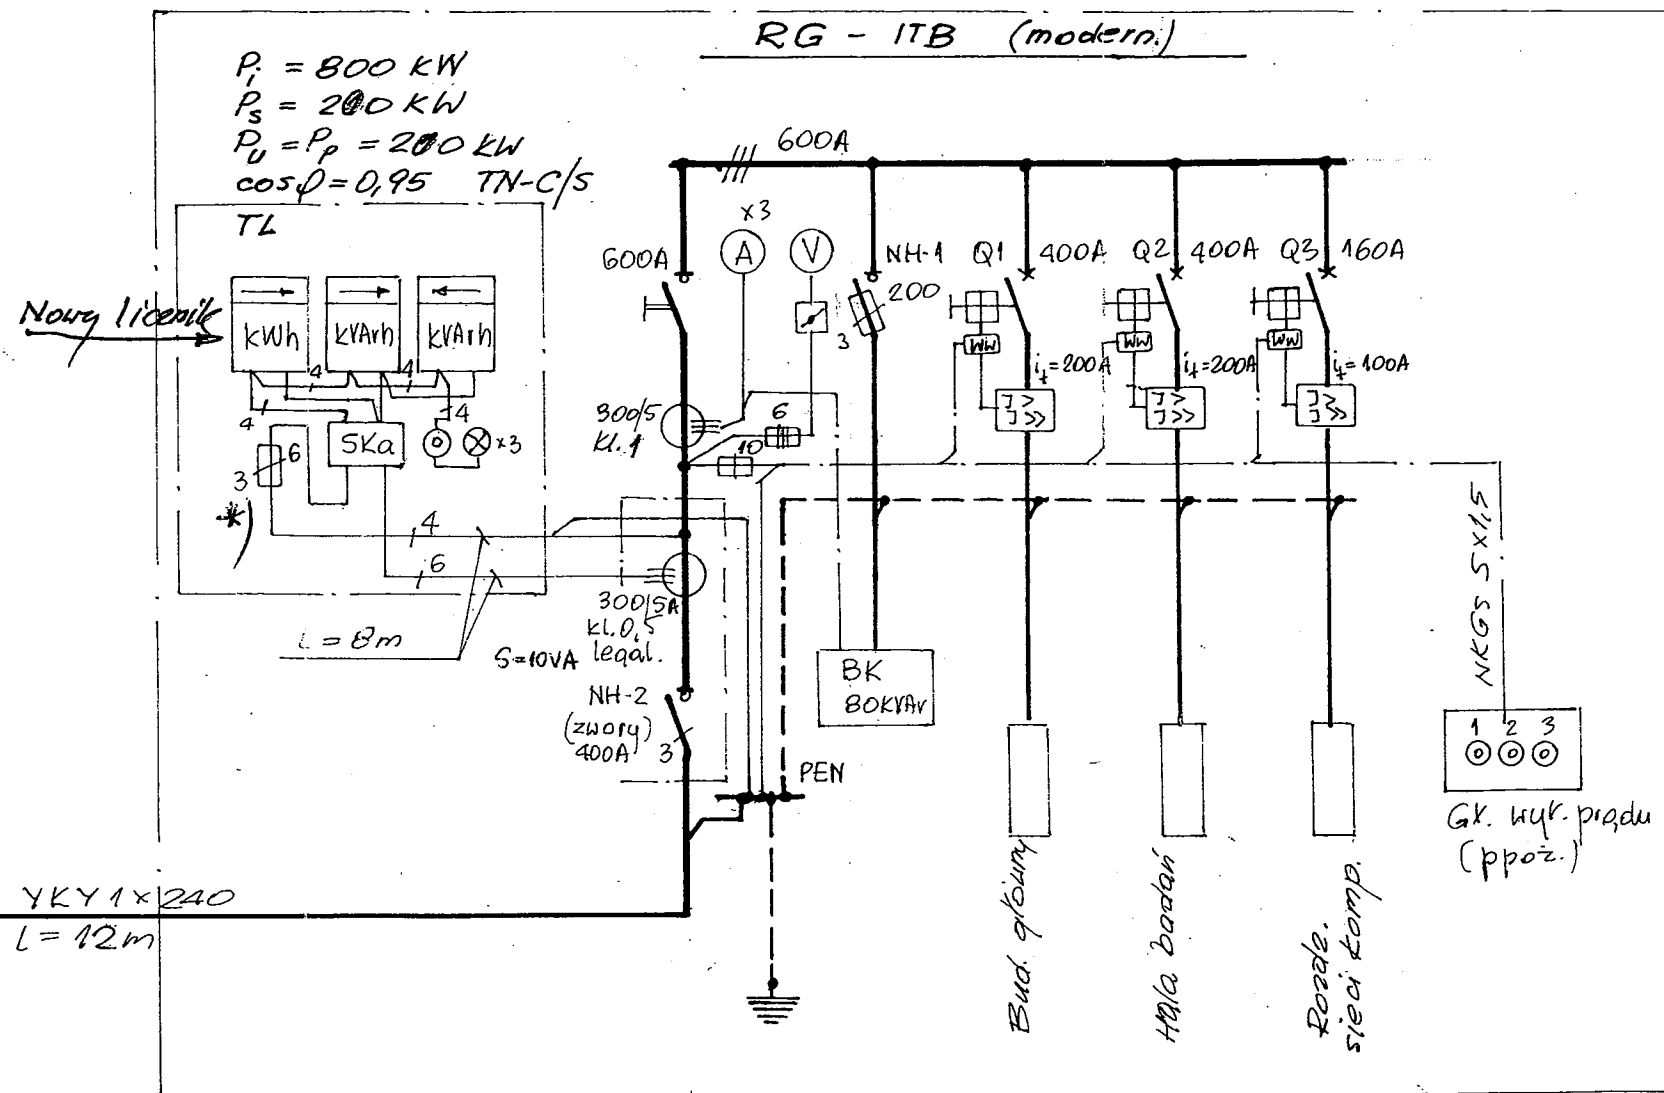 RG - ITB (modern.)
Pi = 800 KW
Ps = 200 KW
Pu = Pp = 200 KW
cosφ = 0,95 TN-C/S
TL
Nowy licznik
kWh
kVArh
kVArh
4
4
4
4
SKa
x3
3
6
*)
4
6
L = 8m
600A
600A
x3
A
V
NH-1
200
3
Q1
400A
Q2
400A
Q3
160A
WW
WW
WW
it=200A
it=200A
it=100A
J >
J >>
J >
J >>
J >
J >>
300/5
Kl.1
6
10
300/5A
kl.0,5
legal.
S=10VA
NH-2
(zwory)
400A
3
BK
80KVAr
PEN
NKGs 5x1,5
1 2 3
Gł. wył. prądu
(ppoż.)
Bud. główny
Hala badań
Rozdz.
sieci komp.
YKY 1x240
L = 12m